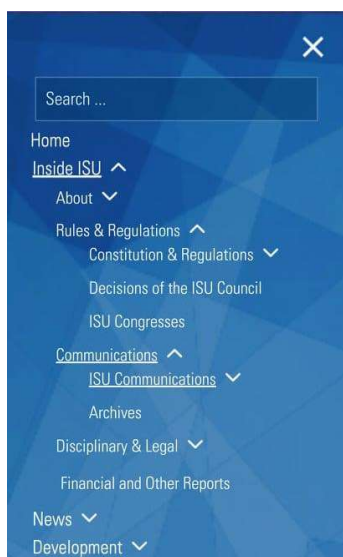 Search ...
Home
Inside ISU
About
Rules & Regulations
Constitution & Regulations
Decisions of the ISU Council
ISU Congresses
Communications
ISU Communications
Archives
Disciplinary & Legal
Financial and Other Reports
News
Development